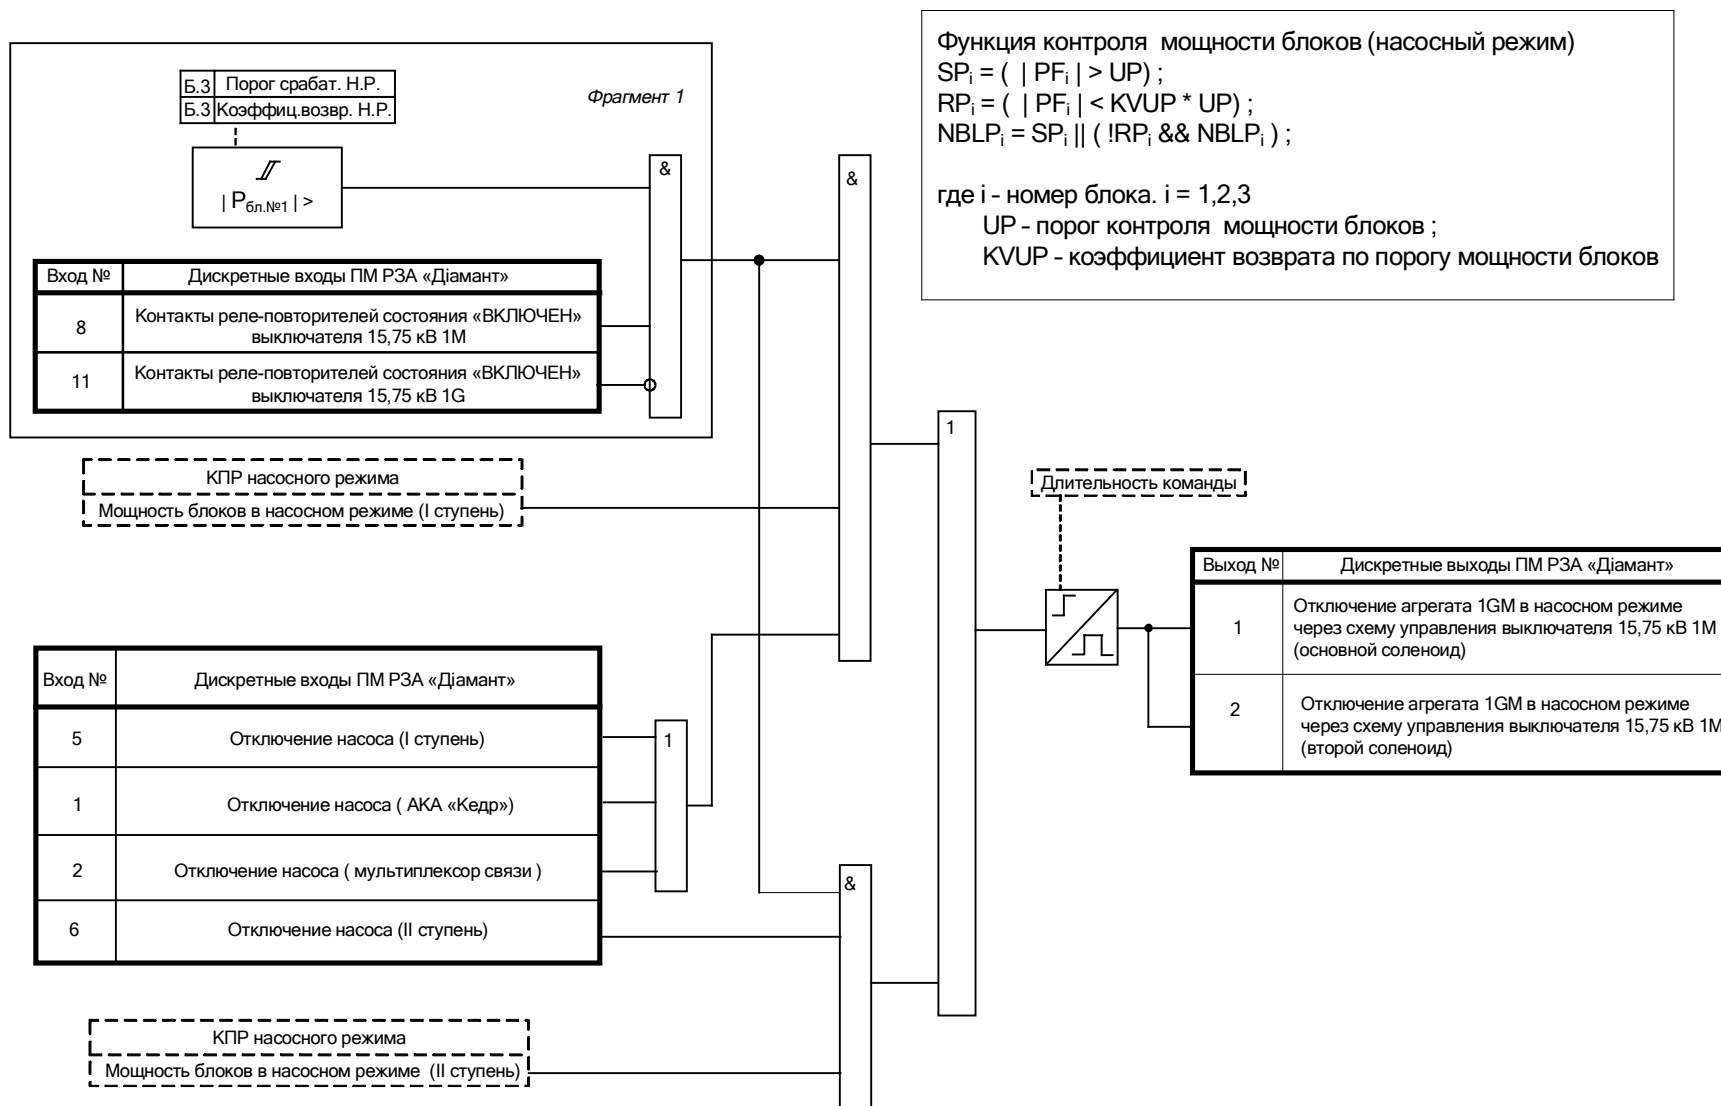 Функция контроля мощности блоков (насосный режим)
SPi = ( | PFi | > UP) ;
RPi = ( | PFi | < KVUP * UP) ;
NBLPi = SPi || ( !RPi && NBLPi ) ;
где i - номер блока. i = 1,2,3
UP - порог контроля мощности блоков ;
KVUP - коэффициент возврата по порогу мощности блоков
Б.3 Порог срабат. Н.Р.
Б.3 Коэффиц.возвр. Н.Р.
Фрагмент 1
| Pбл.№1 | >
&
&
Вход № Дискретные входы ПМ РЗА «Діамант»
8 Контакты реле-повторителей состояния «ВКЛЮЧЕН»
выключателя 15,75 кВ 1М
11 Контакты реле-повторителей состояния «ВКЛЮЧЕН»
выключателя 15,75 кВ 1G
1
КПР насосного режима
Мощность блоков в насосном режиме (I ступень)
Длительность команды
Выход № Дискретные выходы ПМ РЗА «Діамант»
1 Отключение агрегата 1GM в насосном режиме
через схему управления выключателя 15,75 кВ 1М
(основной соленоид)
2 Отключение агрегата 1GM в насосном режиме
через схему управления выключателя 15,75 кВ 1М
(второй соленоид)
Вход № Дискретные входы ПМ РЗА «Діамант»
5 Отключение насоса (I ступень)
1
1 Отключение насоса ( АКА «Кедр»)
2 Отключение насоса ( мультиплексор связи )
6 Отключение насоса (II ступень)
&
КПР насосного режима
Мощность блоков в насосном режиме (II ступень)